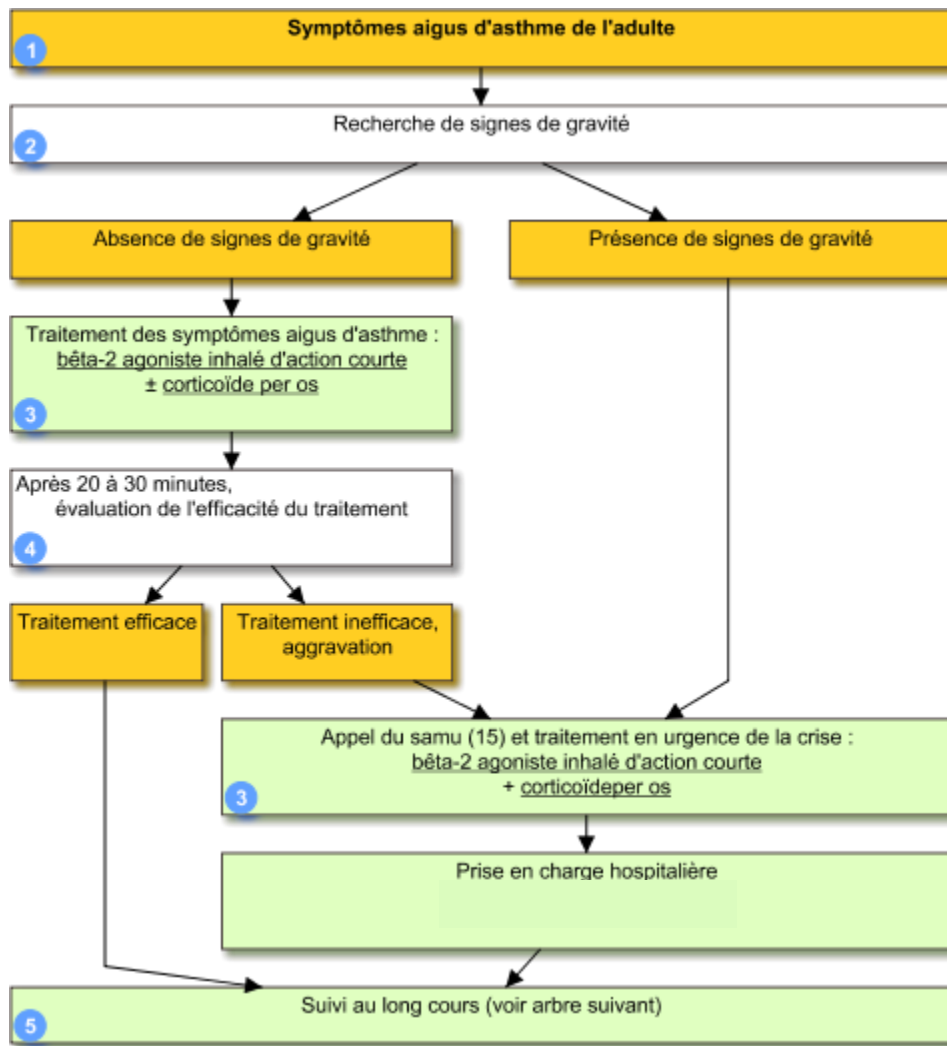 Symptômes aigus d'asthme de l'adulte
1
Recherche de signes de gravité
2
Absence de signes de gravité
Présence de signes de gravité
Traitement des symptômes aigus d'asthme :
bêta-2 agoniste inhalé d'action courte
± corticoïde per os
3
Après 20 à 30 minutes,
évaluation de l'efficacité du traitement
4
Traitement efficace
Traitement inefficace,
aggravation
Appel du samu (15) et traitement en urgence de la crise :
bêta-2 agoniste inhalé d'action courte
+ corticoïdeper os
3
Prise en charge hospitalière
Suivi au long cours (voir arbre suivant)
5